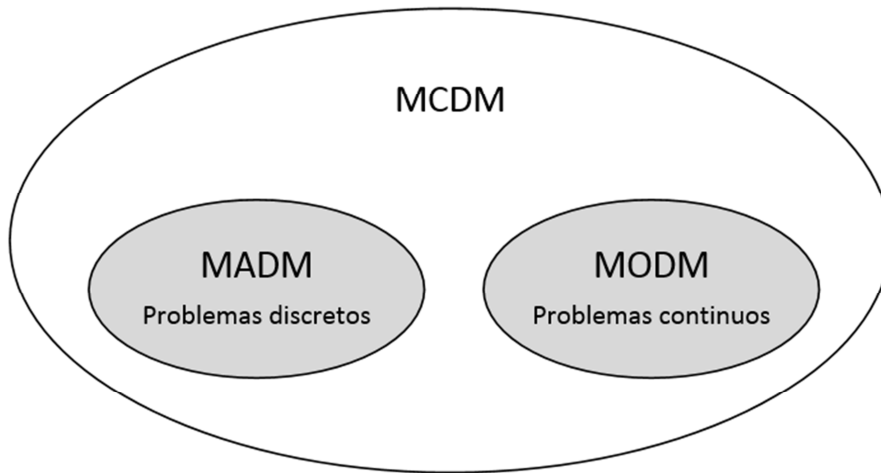 MCDM
MADM
Problemas discretos
MODM
Problemas continuos